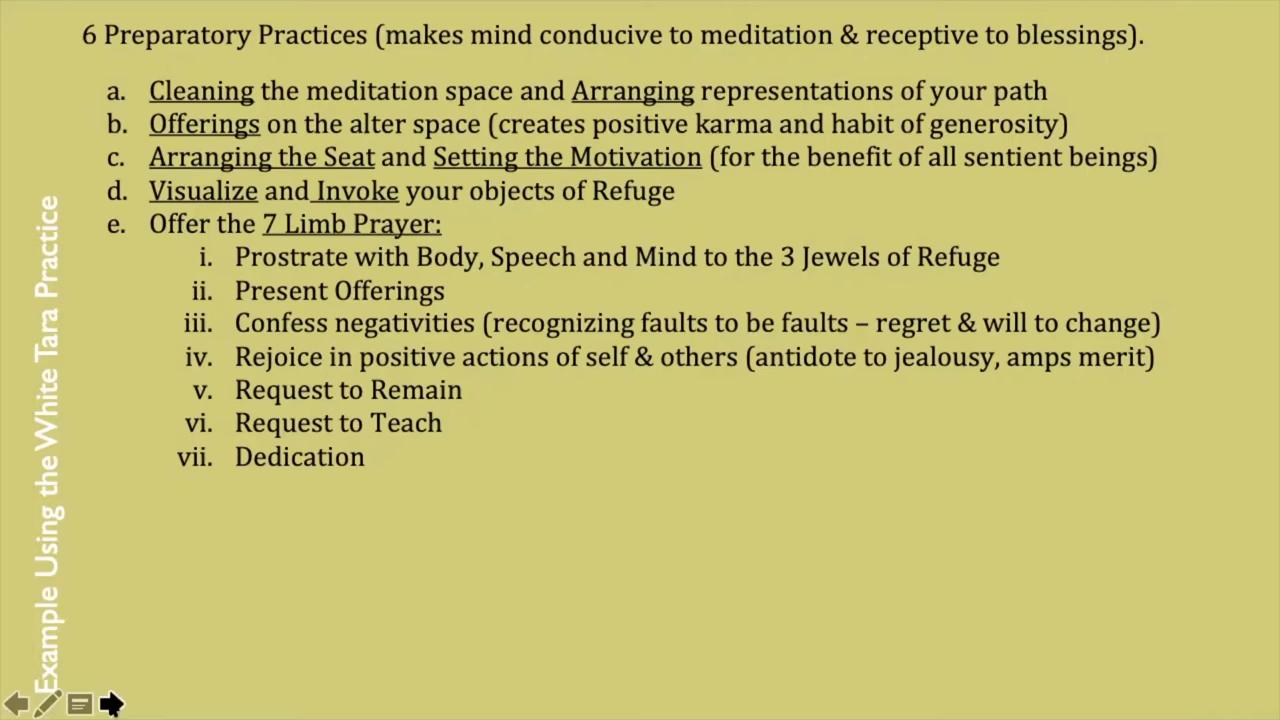 6 Preparatory Practices (makes mind conducive to meditation & receptive to blessings).
a. Cleaning the meditation space and Arranging representations of your path
b. Offerings on the alter space (creates positive karma and habit of generosity)
c. Arranging the Seat and Setting the Motivation (for the benefit of all sentient beings)
d. Visualize and Invoke your objects of Refuge
e. Offer the 7 Limb Prayer:
i. Prostrate with Body, Speech and Mind to the 3 Jewels of Refuge
ii. Present Offerings
iii. Confess negativities (recognizing faults to be faults – regret & will to change)
iv. Rejoice in positive actions of self & others (antidote to jealousy, amps merit)
v. Request to Remain
vi. Request to Teach
vii. Dedication
Example Using the White Tara Practice